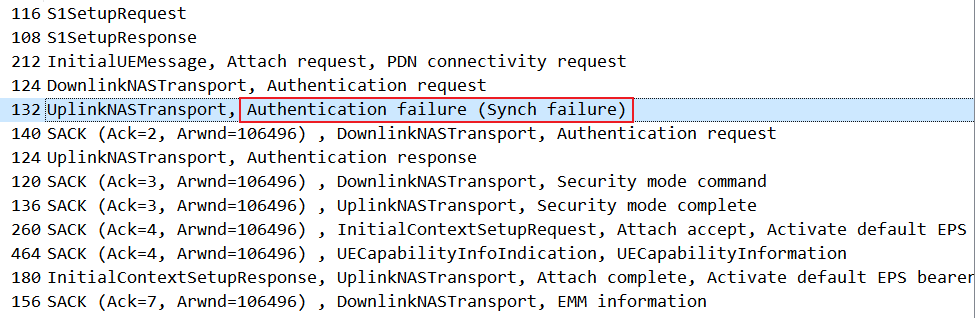 116 S1SetupRequest
108 S1SetupResponse
212 InitialUEMessage, Attach request, PDN connectivity request
124 DownlinkNASTransport, Authentication request
132 UplinkNASTransport, Authentication failure (Synch failure)
140 SACK (Ack=2, Arwnd=106496) , DownlinkNASTransport, Authentication request
124 UplinkNASTransport, Authentication response
120 SACK (Ack=3, Arwnd=106496) , DownlinkNASTransport, Security mode command
136 SACK (Ack=3, Arwnd=106496) , UplinkNASTransport, Security mode complete
260 SACK (Ack=4, Arwnd=106496) , InitialContextSetupRequest, Attach accept, Activate default EPS
464 SACK (Ack=4, Arwnd=106496) , UECapabilityInfoIndication, UECapabilityInformation
180 InitialContextSetupResponse, UplinkNASTransport, Attach complete, Activate default EPS bearer
156 SACK (Ack=7, Arwnd=106496) , DownlinkNASTransport, EMM information